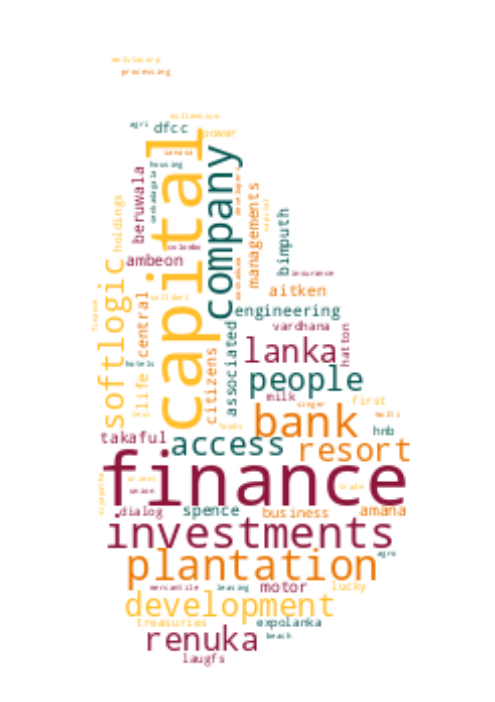 processing
millennium
agri
dfcc
power
housing
capital
company
beruwala
holdings
managements
bimputh
colombo
ambeon
insurance
softlogic
central
aitken
engineering
vardhana
life
citizens
associated
lanka
hatton
hotels
people
milk
singer
first
multi
bank
hnb
takaful
access
foods
resort
finance
union
trade
dialog
spence
business
amana
investments
agro
plantation
mercantile
leasing
motor
lucky
development
treasuries
expolanka
renuka
beach
laugfs